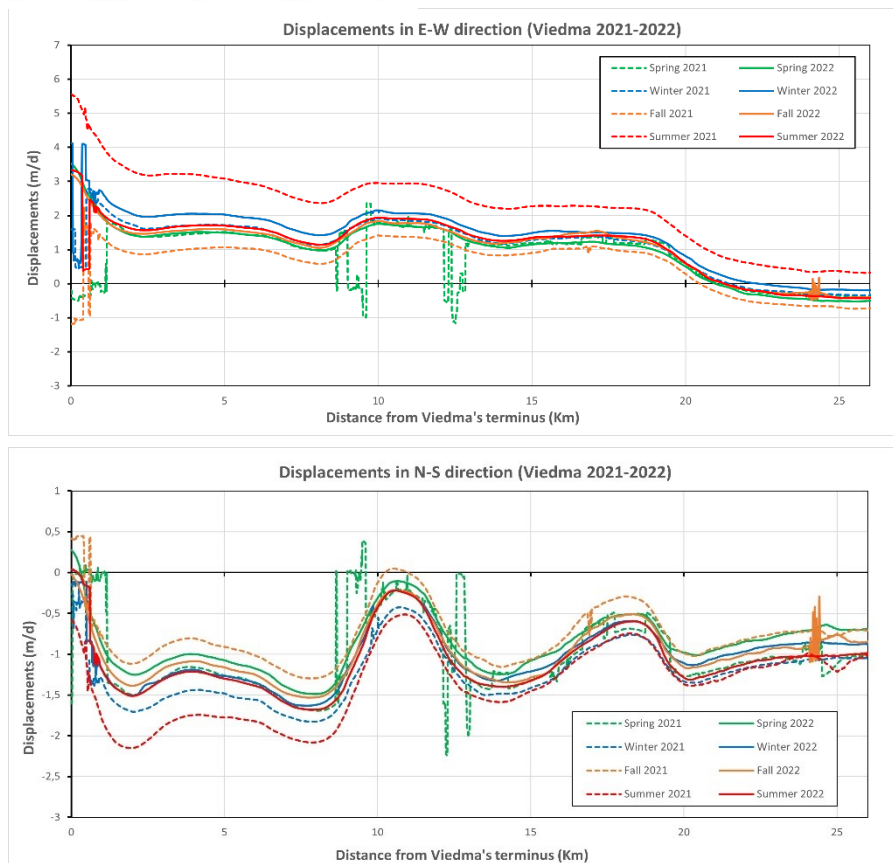 Displacements in E-W direction (Viedma 2021-2022)
7
6
5
4
3
2
1
0
-1
-2
-3
Displacements (m/d)
Spring 2021 Spring 2022
Winter 2021 Winter 2022
Fall 2021 Fall 2022
Summer 2021 Summer 2022
0 5 10 15 20 25
Distance from Viedma's terminus (Km)
Displacements in N-S direction (Viedma 2021-2022)
1
0,5
0
-0,5
-1
-1,5
-2
-2,5
-3
Displacements (m/d)
Spring 2021 Spring 2022
Winter 2021 Winter 2022
Fall 2021 Fall 2022
Summer 2021 Summer 2022
0 5 10 15 20 25
Distance from Viedma's terminus (Km)